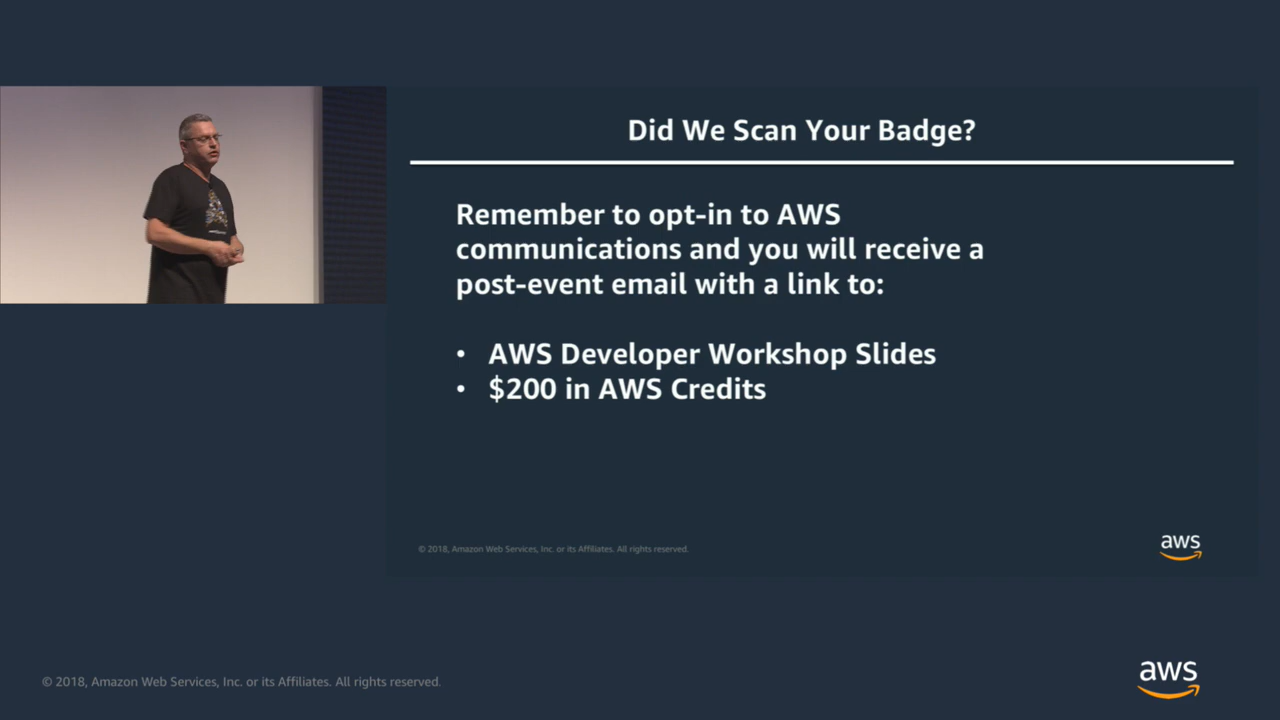 Did We Scan Your Badge?
Remember to opt-in to AWS
communications and you will receive a
post-event email with a link to:
• AWS Developer Workshop Slides
• $200 in AWS Credits
© 2018, Amazon Web Services, Inc. or its Affiliates. All rights reserved.
aws
© 2018, Amazon Web Services, Inc. or its Affiliates. All rights reserved.
aws